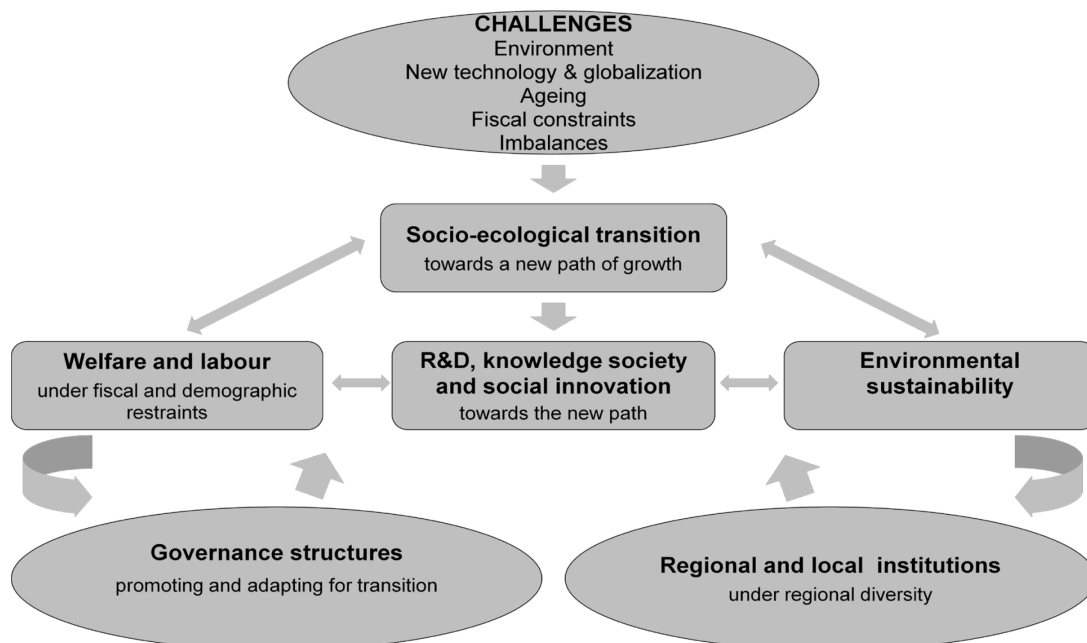 CHALLENGES
Environment
New technology & globalization
Ageing
Fiscal constraints
Imbalances
Socio-ecological transition
towards a new path of growth
Welfare and labour
under fiscal and demographic
restraints
R&D, knowledge society
and social innovation
towards the new path
Environmental
sustainability
Governance structures
promoting and adapting for transition
Regional and local institutions
under regional diversity